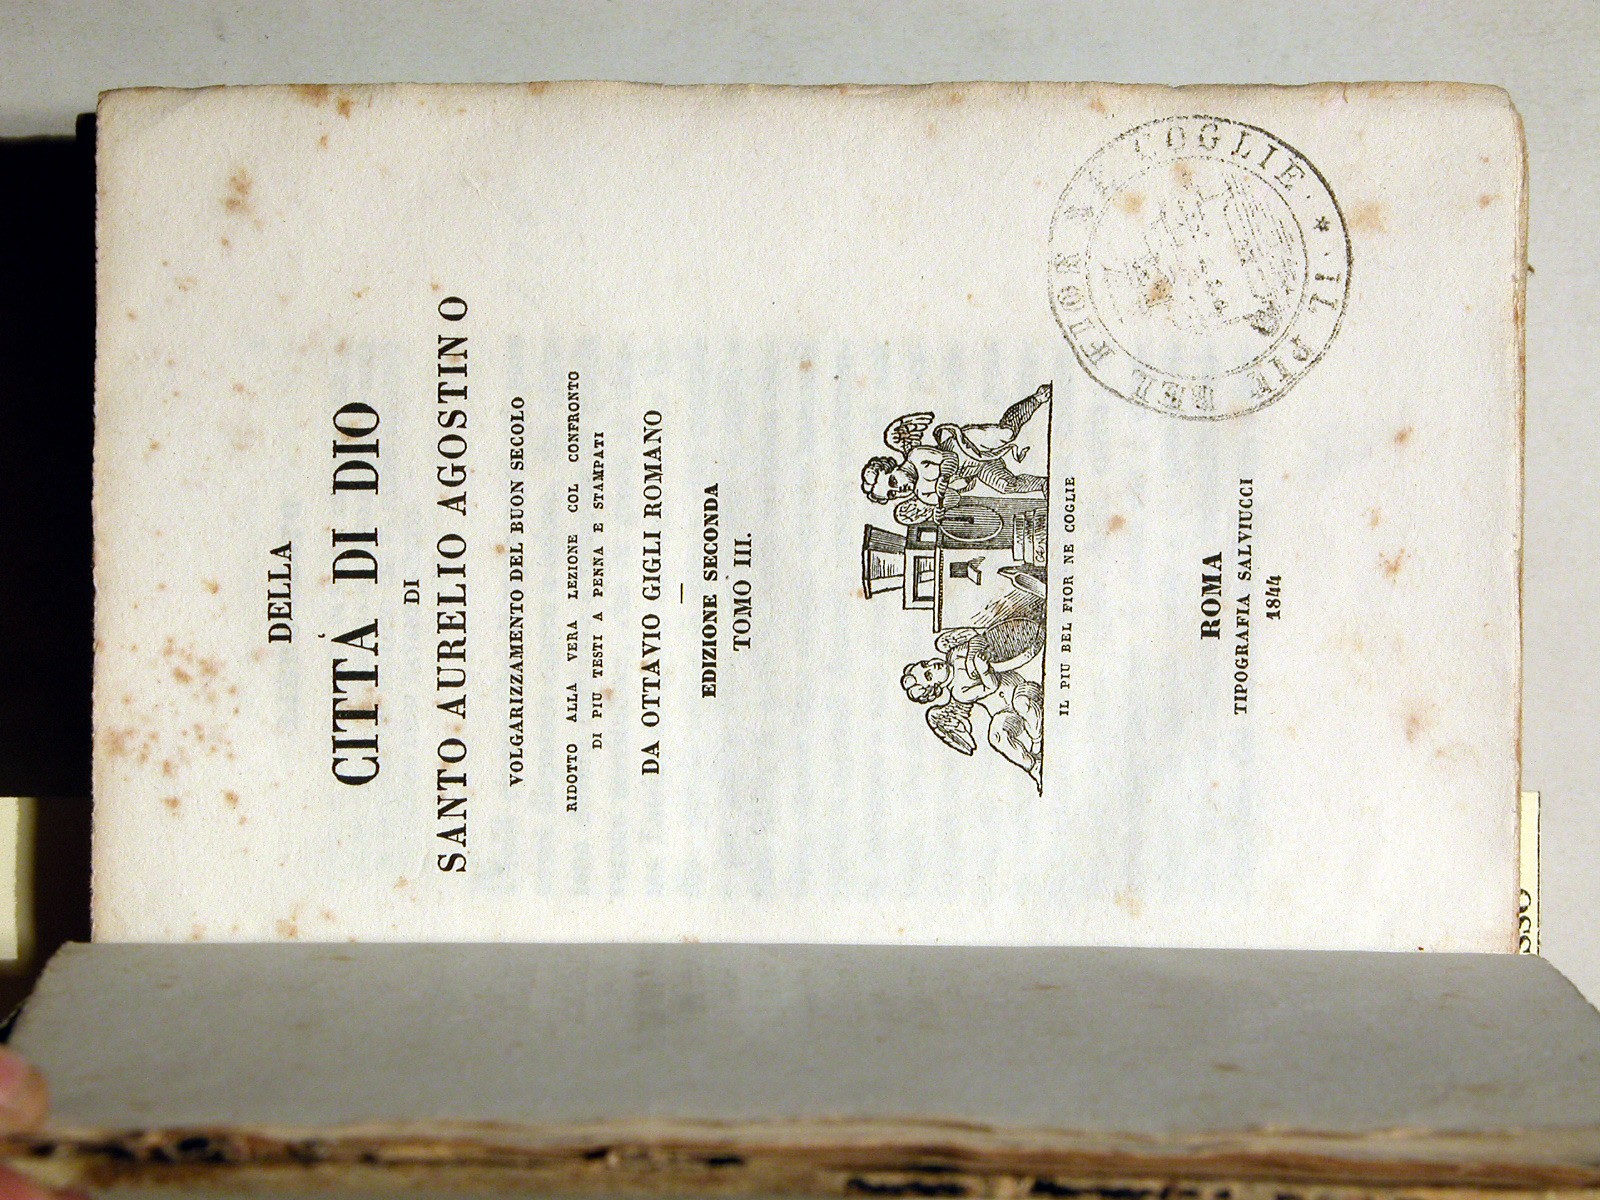 DELLA
CITTÀ DI DIO
DI
SANTO AURELIO AGOSTINO
VOLGARIZZAMENTO DEL BUON SECOLO
RIDOTTO ALLA VERA LEZIONE COL CONFRONTO
DI PIU TESTI A PENNA E STAMPATI
DA OTTAVIO GIGLI ROMANO
EDIZIONE SECONDA
TOMO III.
IL PIU BEL FIOR NE COGLIE
ROMA
TIPOGRAFIA SALVIUCCI
1844
* IL PIU BEL FIOR NE COGLIE
SSO